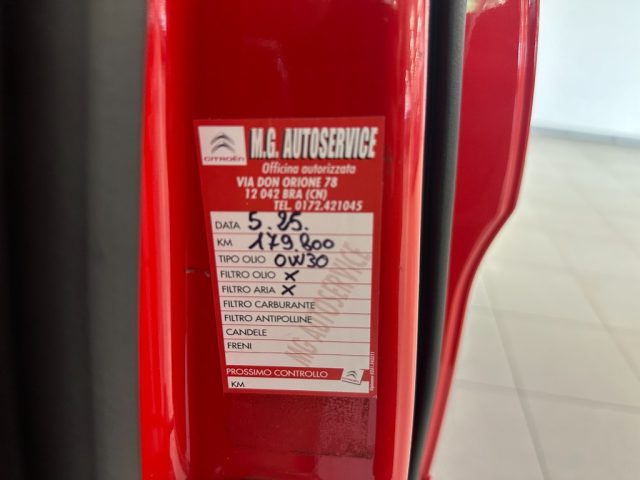 CITROËN
M.G. AUTOSERVICE
Officina autorizzata
VIA DON ORIONE 78
12 042 BRA (CN)
TEL. 0172.421045
DATA 5.25.
KM 179.800
TIPO OLIO 0W30
FILTRO OLIO X
FILTRO ARIA X
FILTRO CARBURANTE
FILTRO ANTIPOLLINE
CANDELE
FRENI
MG AUTOSERVICE
PROSSIMO CONTROLLO
KM